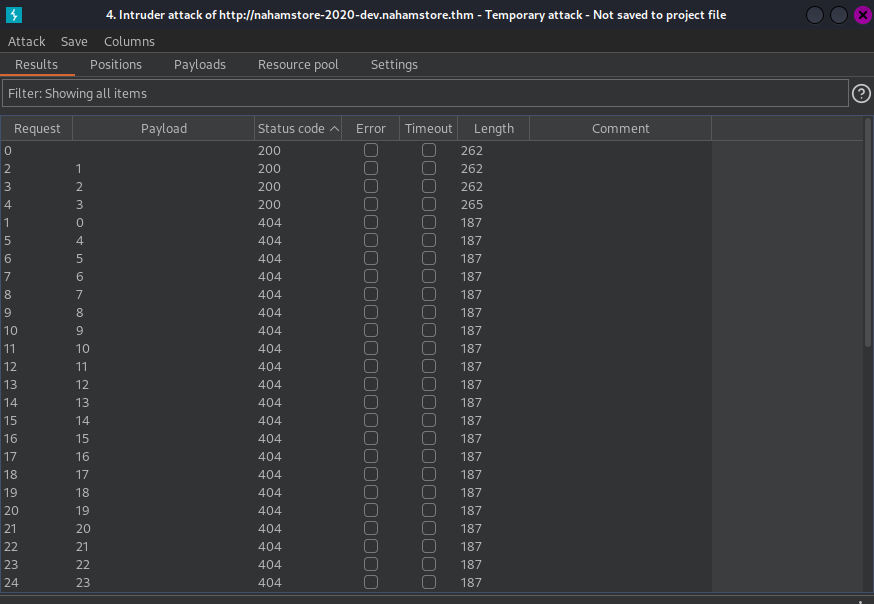 4. Intruder attack of http://nahamstore-2020-dev.nahamstore.thm - Temporary attack - Not saved to project file
Attack Save Columns
Results Positions Payloads Resource pool Settings
Filter: Showing all items ?
Request Payload Status code Error Timeout Length Comment
0 200 262
2 1 200 262
3 2 200 262
4 3 200 265
1 0 404 187
5 4 404 187
6 5 404 187
7 6 404 187
8 7 404 187
9 8 404 187
10 9 404 187
11 10 404 187
12 11 404 187
13 12 404 187
14 13 404 187
15 14 404 187
16 15 404 187
17 16 404 187
18 17 404 187
19 18 404 187
20 19 404 187
21 20 404 187
22 21 404 187
23 22 404 187
24 23 404 187